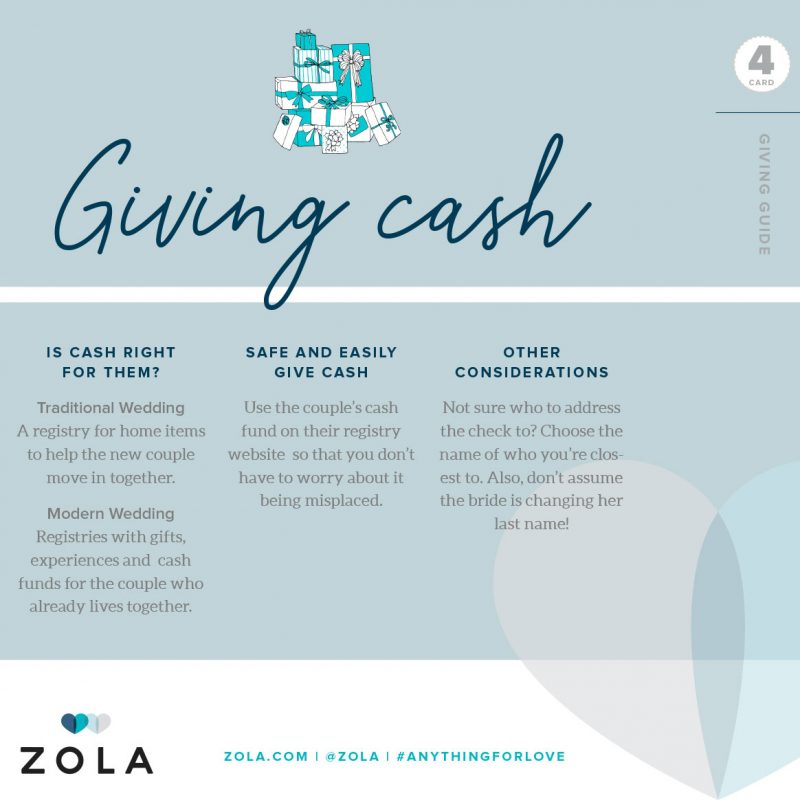 4
CARD
GIVING GUIDE
Giving cash
IS CASH RIGHT
FOR THEM?
Traditional Wedding
A registry for home items
to help the new couple
move in together.
Modern Wedding
Registries with gifts,
experiences and cash
funds for the couple who
already lives together.
SAFE AND EASILY
GIVE CASH
Use the couple's cash
fund on their registry
website so that you don't
have to worry about it
being misplaced.
OTHER
CONSIDERATIONS
Not sure who to address
the check to? Choose the
name of who you're clos-
est to. Also, don't assume
the bride is changing her
last name!
ZOLA
ZOLA.COM | @ZOLA | #ANYTHINGFORLOVE